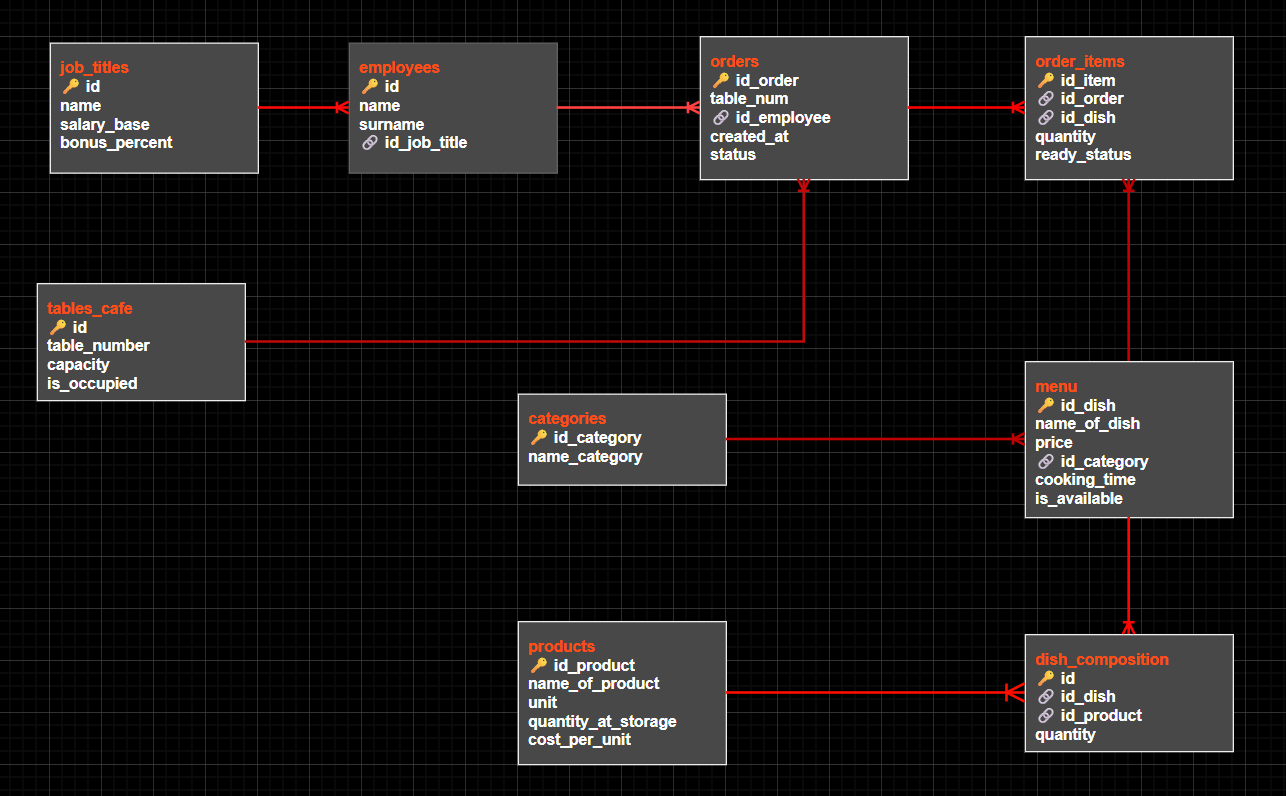 job_titles
🔑 id
name
salary_base
bonus_percent
employees
🔑 id
name
surname
🔗 id_job_title
orders
🔑 id_order
table_num
🔗 id_employee
created_at
status
order_items
🔑 id_item
🔗 id_order
🔗 id_dish
quantity
ready_status
tables_cafe
🔑 id
table_number
capacity
is_occupied
categories
🔑 id_category
name_category
menu
🔑 id_dish
name_of_dish
price
🔗 id_category
cooking_time
is_available
products
🔑 id_product
name_of_product
unit
quantity_at_storage
cost_per_unit
dish_composition
🔑 id
🔗 id_dish
🔗 id_product
quantity